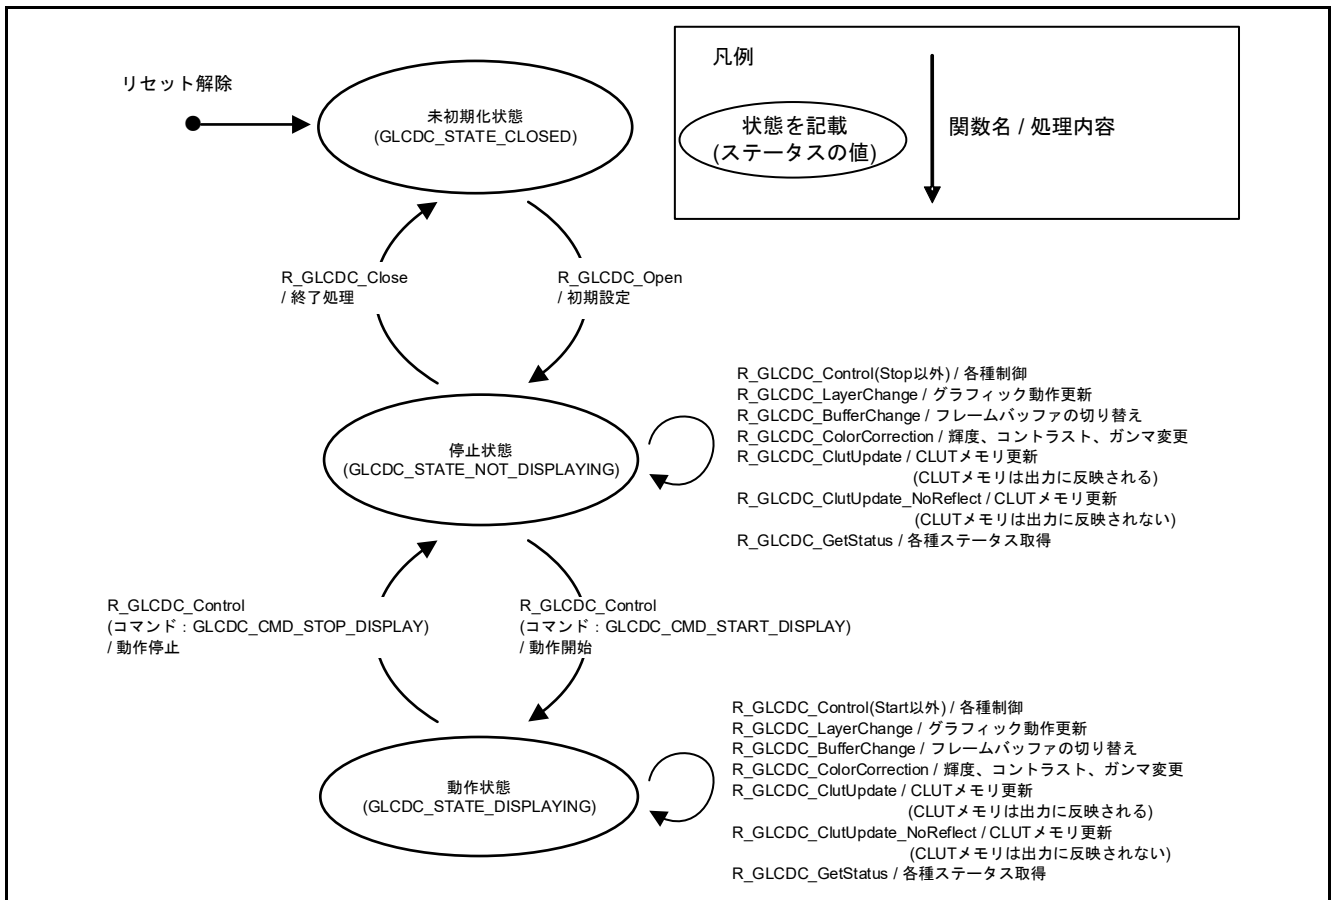 リセット解除
未初期化状態
(GLCDC_STATE_CLOSED)
凡例
状態を記載
(ステータスの値)
関数名 / 処理内容
R_GLCDC_Close
/ 終了処理
R_GLCDC_Open
/ 初期設定
停止状態
(GLCDC_STATE_NOT_DISPLAYING)
R_GLCDC_Control(Stop以外) / 各種制御
R_GLCDC_LayerChange / グラフィック動作更新
R_GLCDC_BufferChange / フレームバッファの切り替え
R_GLCDC_ColorCorrection / 輝度、コントラスト、ガンマ変更
R_GLCDC_ClutUpdate / CLUTメモリ更新
(CLUTメモリは出力に反映される)
R_GLCDC_ClutUpdate_NoReflect / CLUTメモリ更新
(CLUTメモリは出力に反映されない)
R_GLCDC_GetStatus / 各種ステータス取得
R_GLCDC_Control
(コマンド：GLCDC_CMD_STOP_DISPLAY)
/ 動作停止
R_GLCDC_Control
(コマンド：GLCDC_CMD_START_DISPLAY)
/ 動作開始
動作状態
(GLCDC_STATE_DISPLAYING)
R_GLCDC_Control(Start以外) / 各種制御
R_GLCDC_LayerChange / グラフィック動作更新
R_GLCDC_BufferChange / フレームバッファの切り替え
R_GLCDC_ColorCorrection / 輝度、コントラスト、ガンマ変更
R_GLCDC_ClutUpdate / CLUTメモリ更新
(CLUTメモリは出力に反映される)
R_GLCDC_ClutUpdate_NoReflect / CLUTメモリ更新
(CLUTメモリは出力に反映されない)
R_GLCDC_GetStatus / 各種ステータス取得